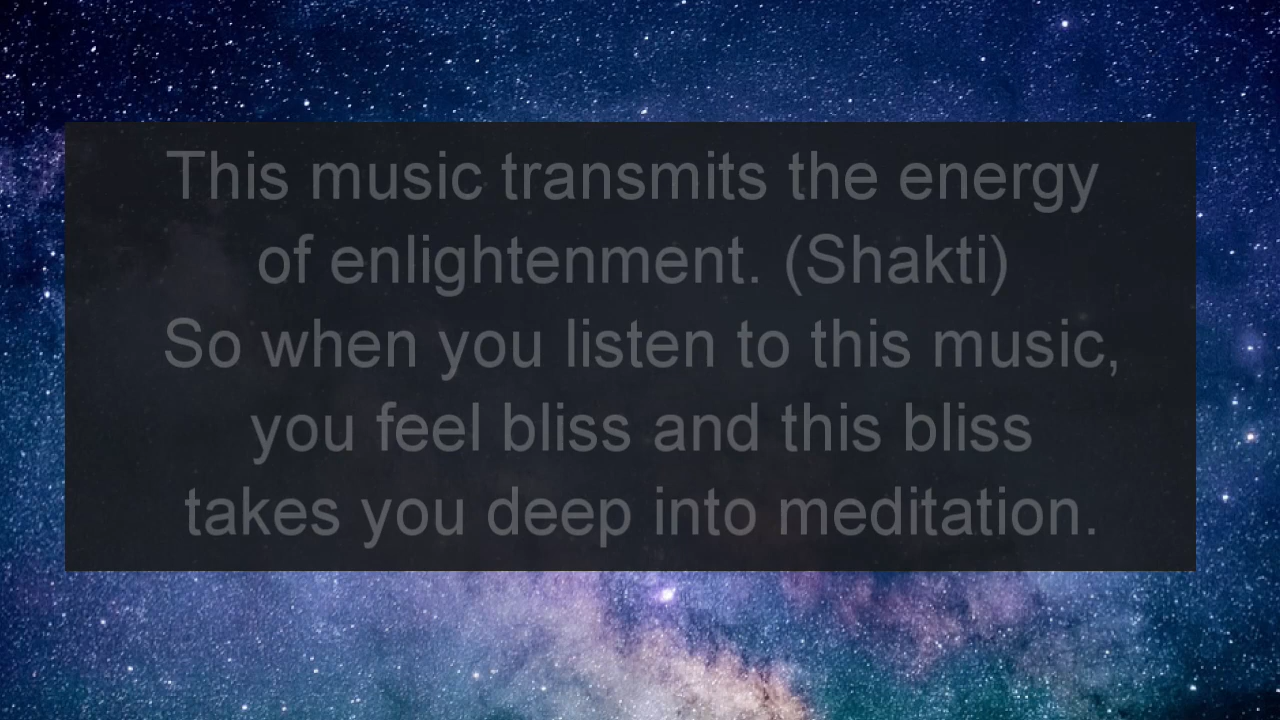 This music transmits the energy
of enlightenment. (Shakti)
So when you listen to this music,
you feel bliss and this bliss
takes you deep into meditation.